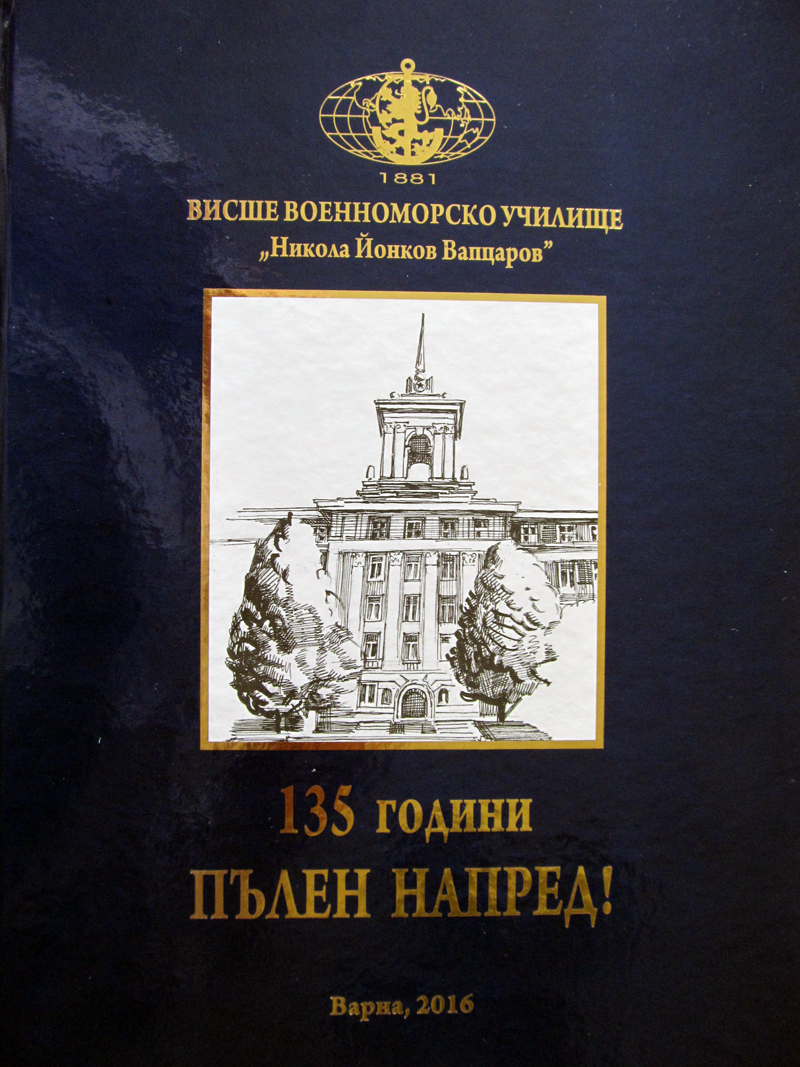 1881
ВИСШЕ ВОЕННОМОРСКО УЧИЛИЩЕ
„Никола Йонков Вапцаров”
135 ГОДИНИ
ПЪЛЕН НАПРЕД!
Варна, 2016